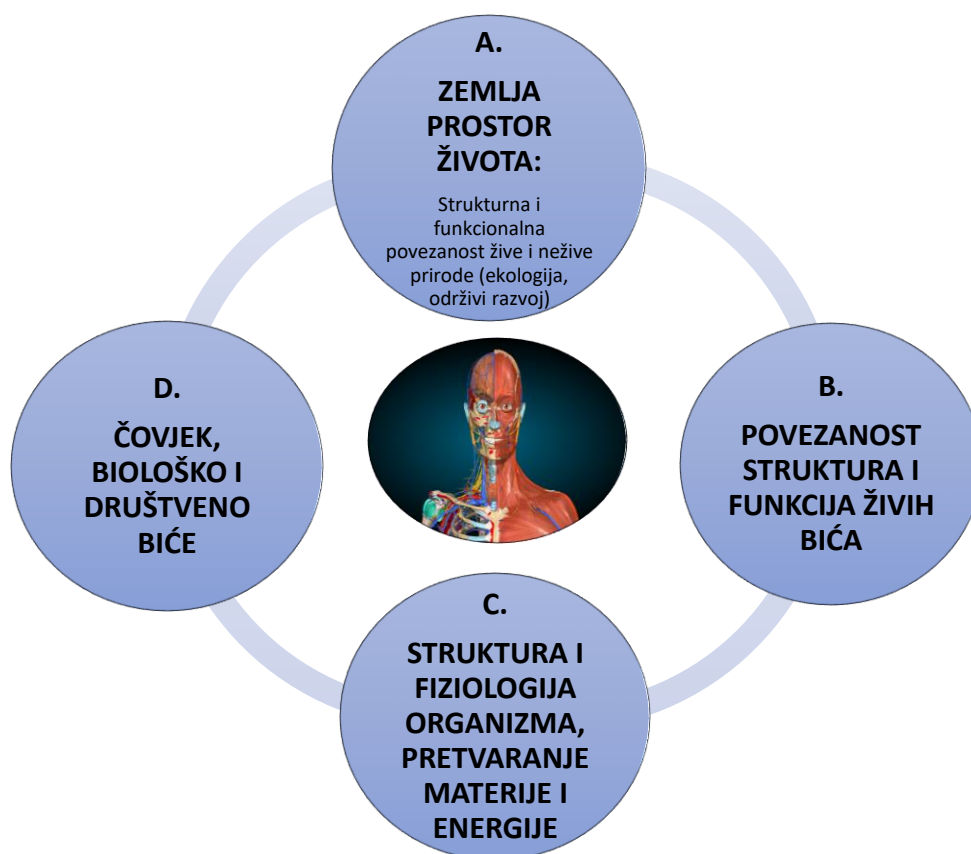 A.
ZEMLJA
PROSTOR
ŽIVOTA:
Strukturna i
funkcionalna
povezanost žive i nežive
prirode (ekologija,
održivi razvoj)
B.
POVEZANOST
STRUKTURA I
FUNKCIJA ŽIVIH
BIĆA
C.
STRUKTURA I
FIZIOLOGIJA
ORGANIZMA,
PRETVARANJE
MATERIJE I
ENERGIJE
D.
ČOVJEK,
BIOLOŠKO I
DRUŠTVENO
BIĆE